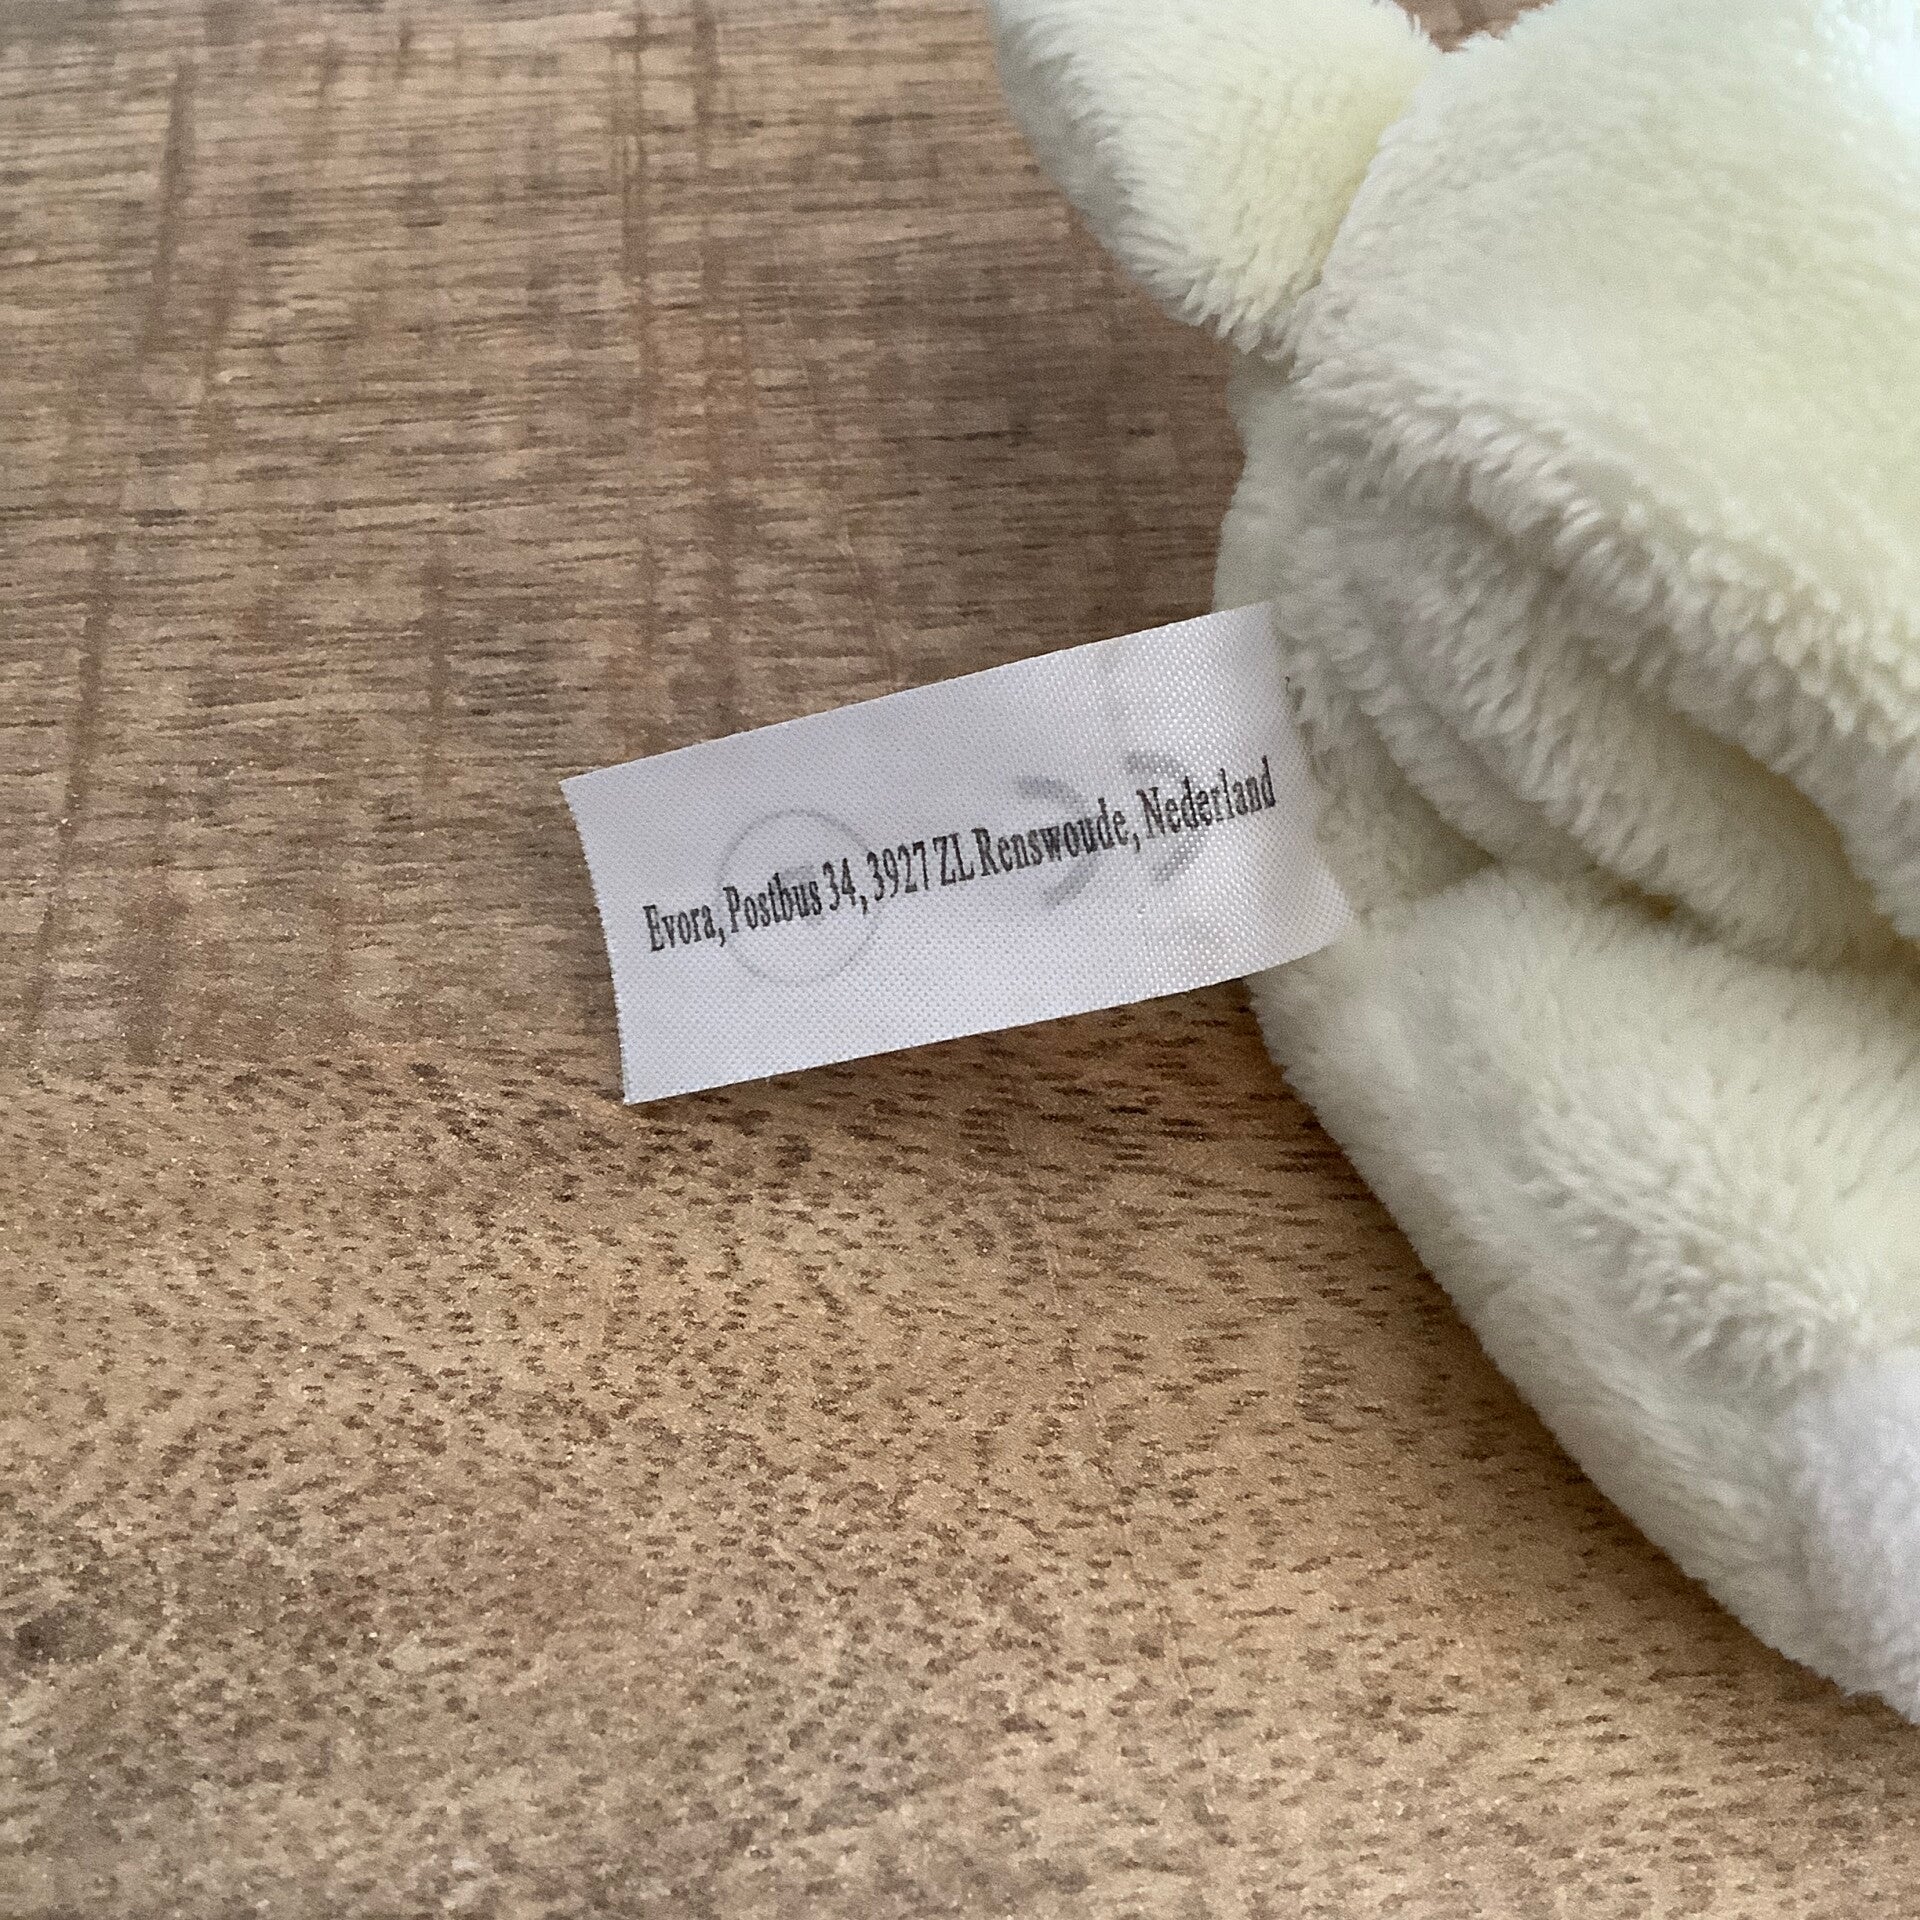 Evora, Postbus 34, 3927 ZL Renswoude, Nederland